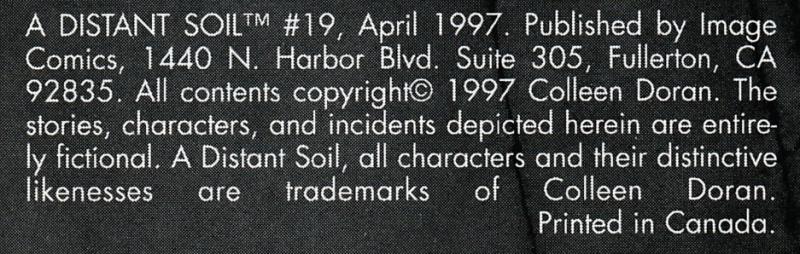 A DISTANT SOIL™ #19, April 1997. Published by Image
Comics, 1440 N. Harbor Blvd. Suite 305, Fullerton, CA
92835. All contents copyright© 1997 Colleen Doran. The
stories, characters, and incidents depicted herein are entire-
ly fictional. A Distant Soil, all characters and their distinctive
likenesses are trademarks of Colleen Doran.
Printed in Canada.